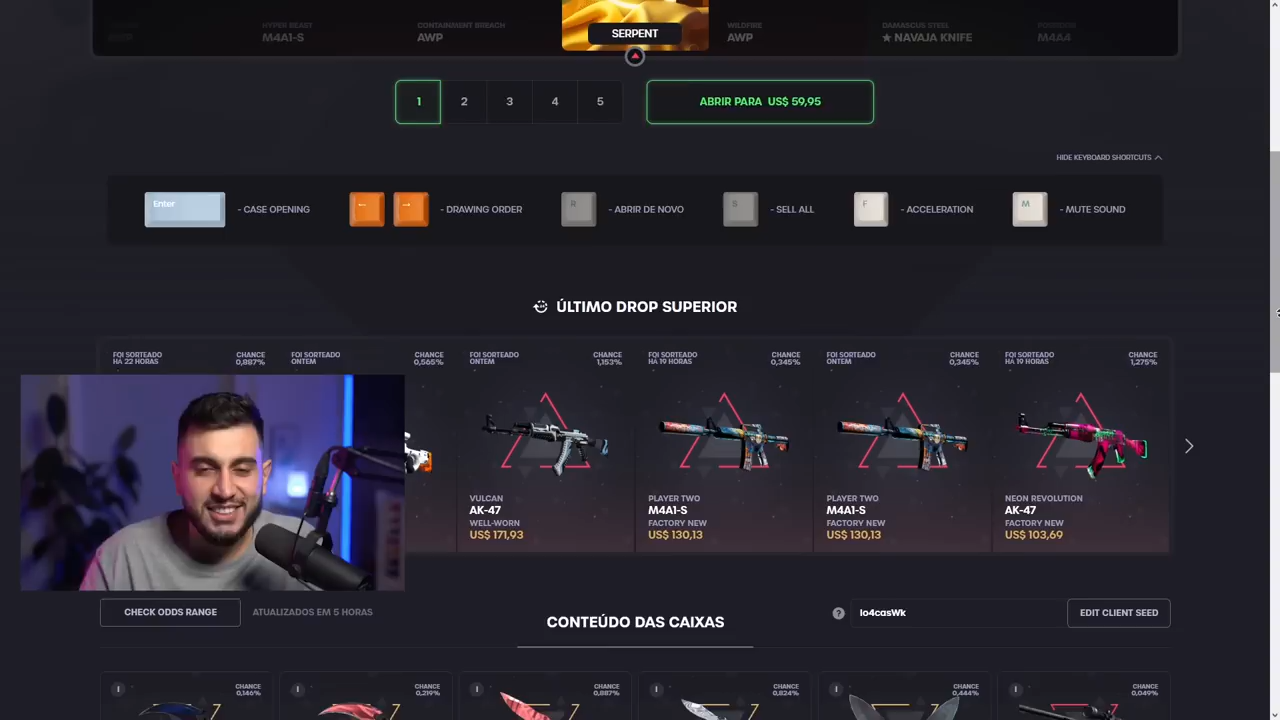 HYPER BEAST
M4A1-S
CONTAINMENT BREACH
AWP
SERPENT
WILDFIRE
AWP
DAMASCUS STEEL
★ NAVAJA KNIFE
POSEIDON
M4A4
1
2
3
4
5
ABRIR PARA US$ 59,95
HIDE KEYBOARD SHORTCUTS
Enter
- CASE OPENING
←
→
- DRAWING ORDER
R
- ABRIR DE NOVO
S
- SELL ALL
F
- ACCELERATION
M
- MUTE SOUND
ÚLTIMO DROP SUPERIOR
FOI SORTEADO
HÁ 22 HORAS
CHANCE
0,887%
FOI SORTEADO
ONTEM
CHANCE
0,565%
FOI SORTEADO
ONTEM
CHANCE
1,153%
FOI SORTEADO
HÁ 19 HORAS
CHANCE
0,345%
FOI SORTEADO
ONTEM
CHANCE
0,345%
FOI SORTEADO
HÁ 19 HORAS
CHANCE
1,275%
VULCAN
AK-47
WELL-WORN
US$ 171,93
PLAYER TWO
M4A1-S
FACTORY NEW
US$ 130,13
PLAYER TWO
M4A1-S
FACTORY NEW
US$ 130,13
NEON REVOLUTION
AK-47
FACTORY NEW
US$ 103,69
CHECK ODDS RANGE
ATUALIZADOS EM 5 HORAS
CONTEÚDO DAS CAIXAS
?
Io4casWk
EDIT CLIENT SEED
I
CHANCE
0,146%
I
CHANCE
0,219%
I
CHANCE
0,887%
I
CHANCE
0,824%
I
CHANCE
0,444%
I
CHANCE
0,049%